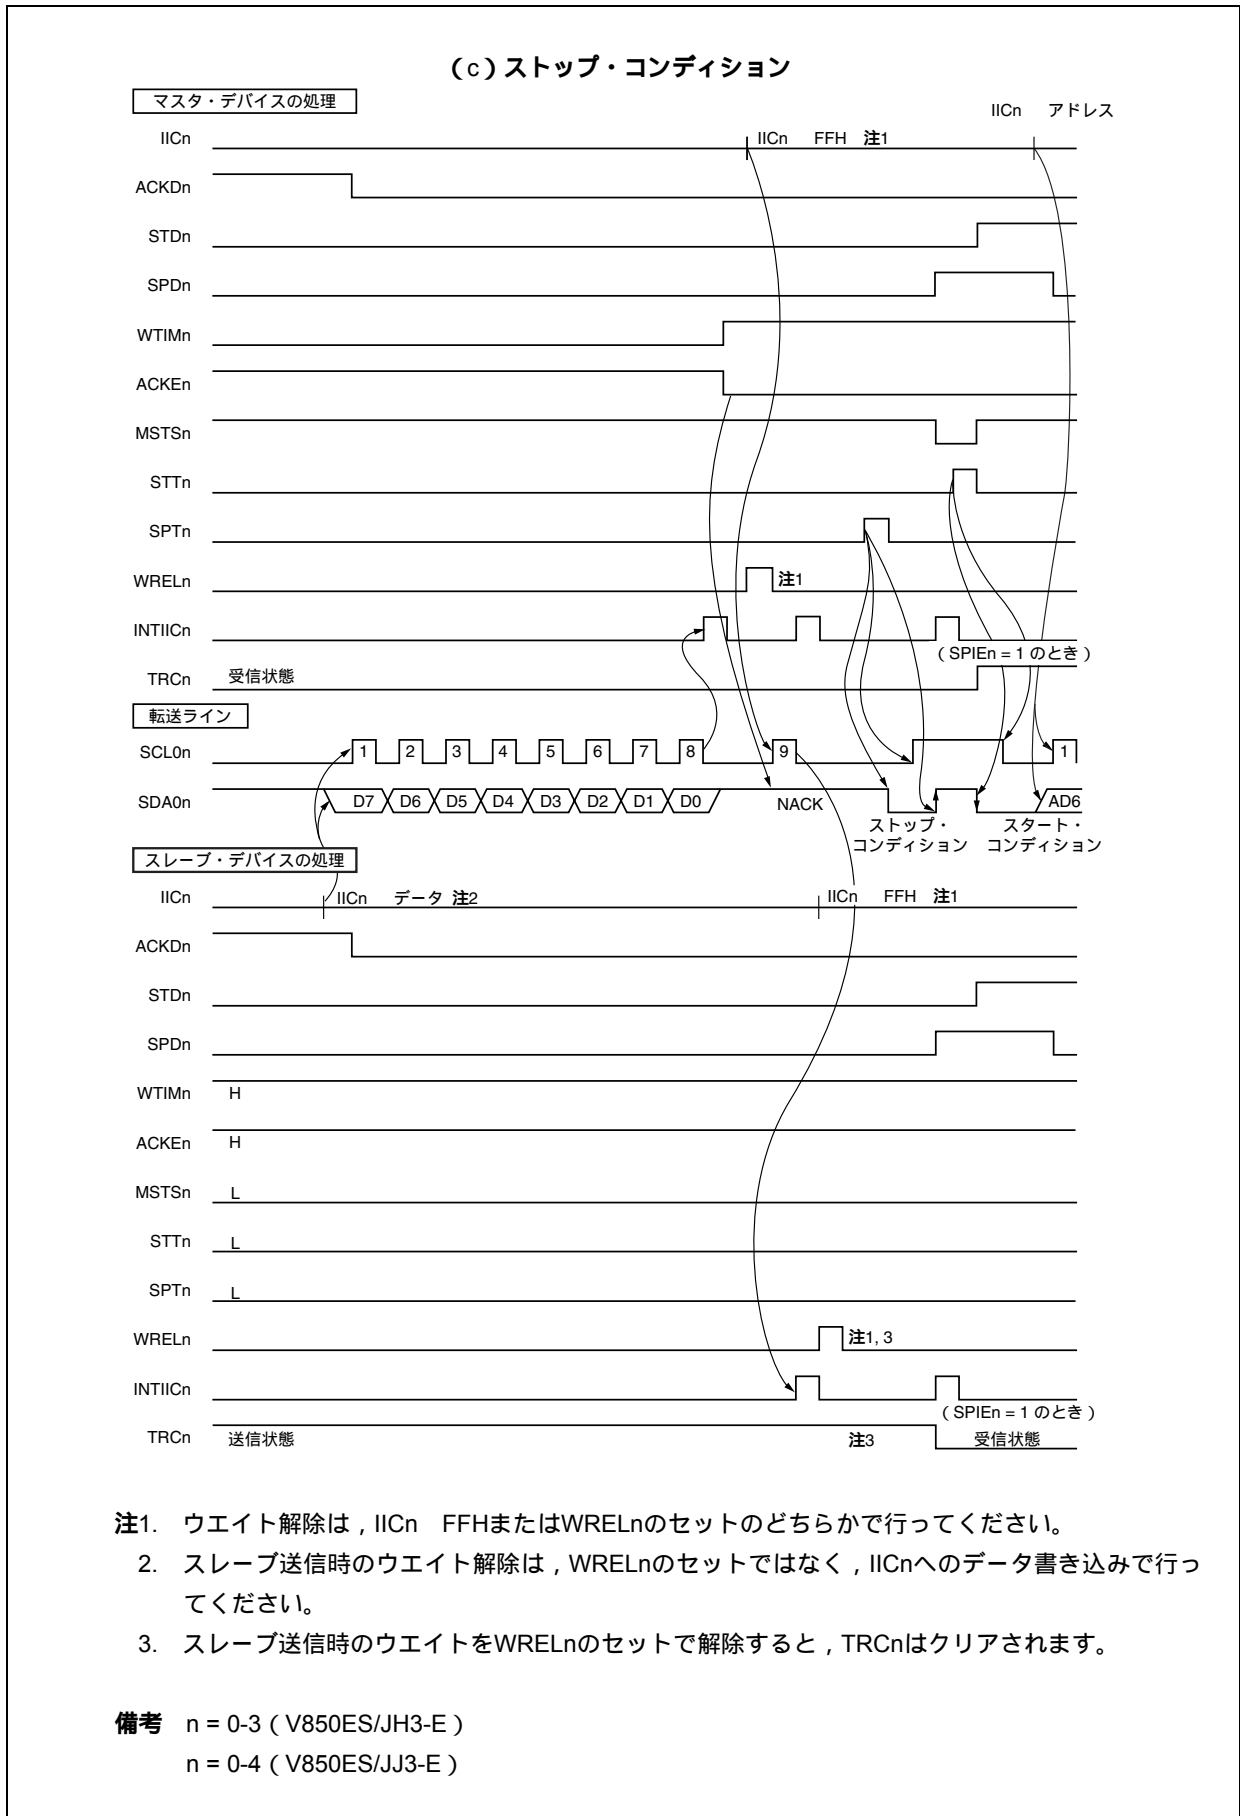 （c）ストップ・コンディション
マスタ・デバイスの処理
IICn アドレス
IICn
IICn FFH 注1
ACKDn
STDn
SPDn
WTIMn
ACKEn
MSTSn
STTn
SPTn
WRELn
注1
INTIICn
（SPIEn = 1 のとき）
TRCn
受信状態
転送ライン
SCL0n
1 2 3 4 5 6 7 8 9 1
SDA0n
D7 D6 D5 D4 D3 D2 D1 D0 NACK AD6
ストップ・ スタート・
コンディション コンディション
スレーブ・デバイスの処理
IICn
IICn データ 注2
IICn FFH 注1
ACKDn
STDn
SPDn
WTIMn H
ACKEn H
MSTSn L
STTn L
SPTn L
WRELn
注1, 3
INTIICn
（SPIEn = 1 のとき）
TRCn 送信状態 注3 受信状態
注1. ウエイト解除は，IICn FFHまたはWRELnのセットのどちらかで行ってください。
2. スレーブ送信時のウエイト解除は，WRELnのセットではなく，IICnへのデータ書き込みで行っ
てください。
3. スレーブ送信時のウエイトをWRELnのセットで解除すると，TRCnはクリアされます。
備考 n = 0-3（V850ES/JH3-E）
n = 0-4（V850ES/JJ3-E）